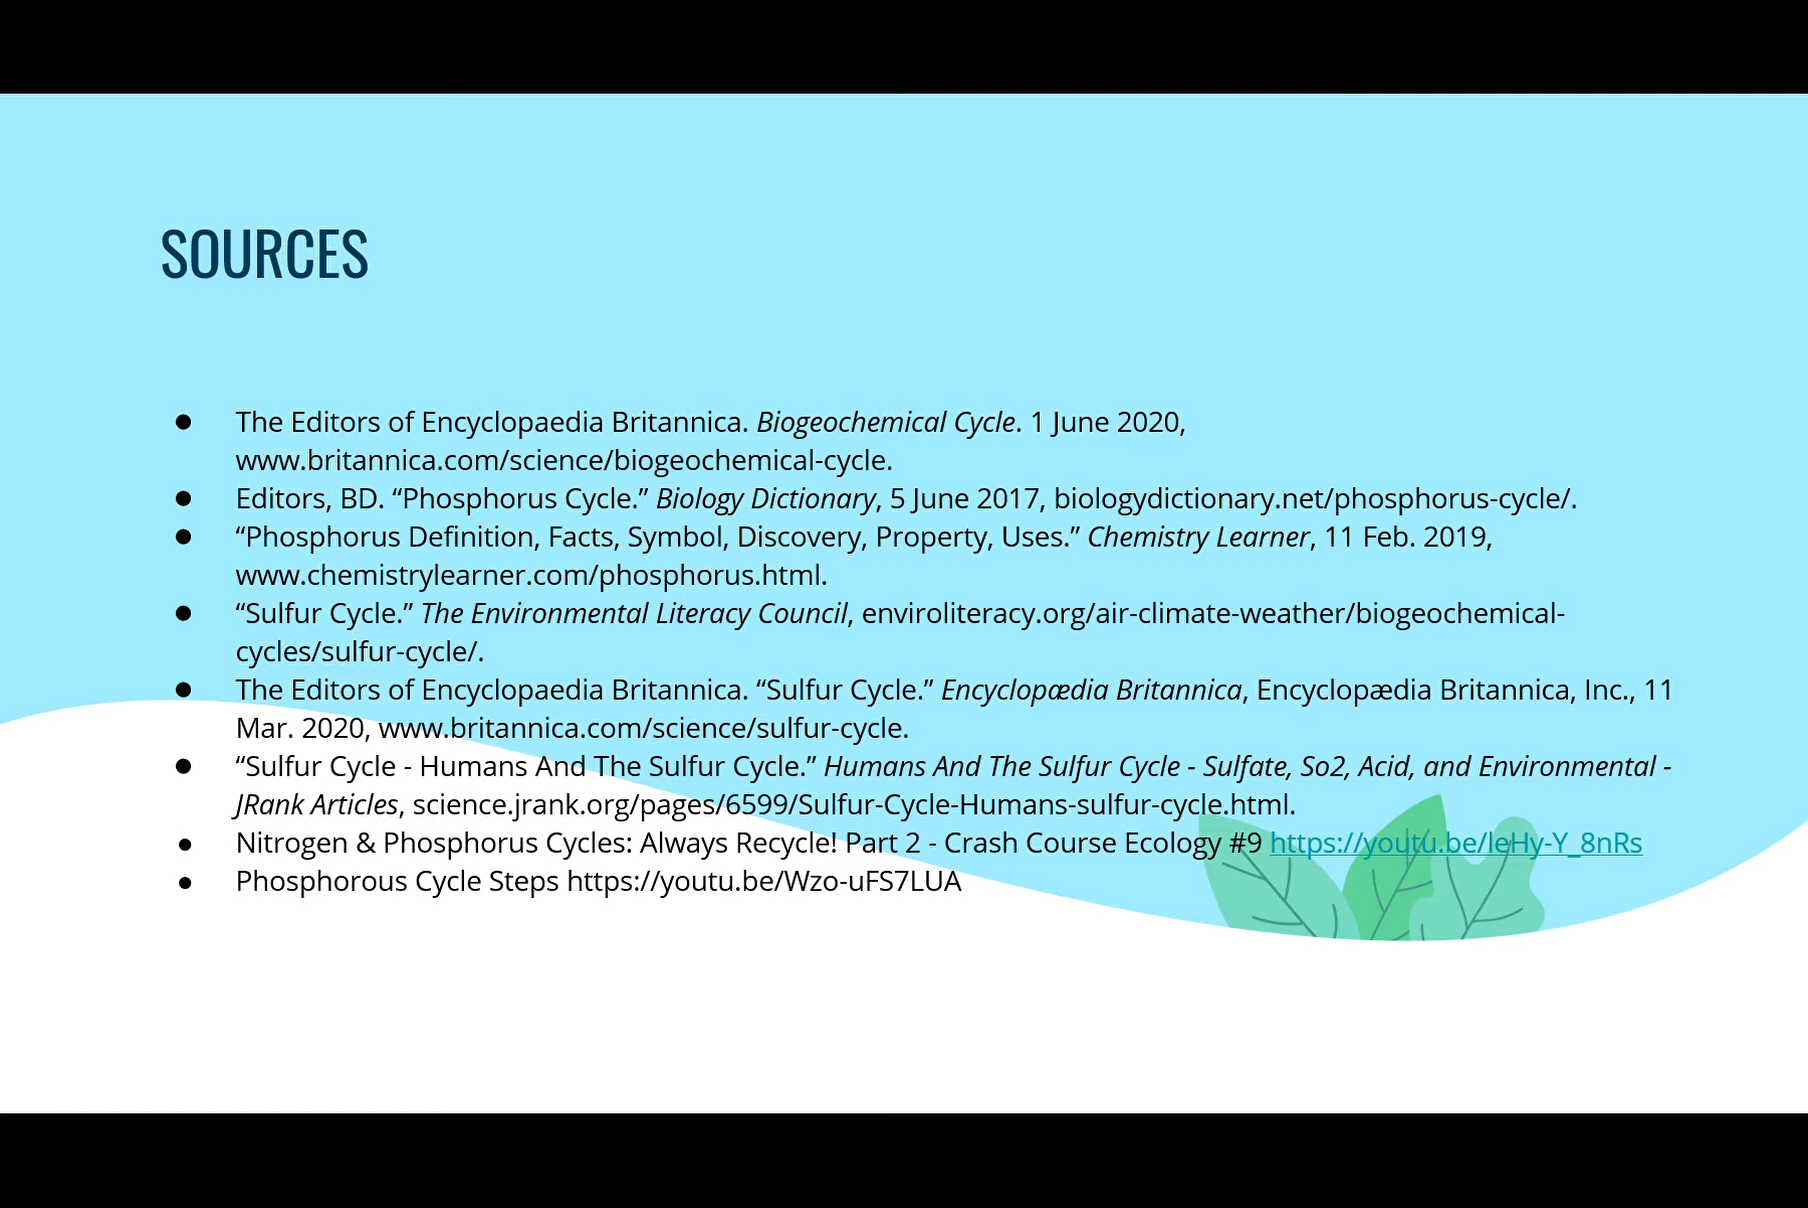 SOURCES
● The Editors of Encyclopaedia Britannica. Biogeochemical Cycle. 1 June 2020,
www.britannica.com/science/biogeochemical-cycle.
● Editors, BD. “Phosphorus Cycle.” Biology Dictionary, 5 June 2017, biologydictionary.net/phosphorus-cycle/.
● “Phosphorus Definition, Facts, Symbol, Discovery, Property, Uses.” Chemistry Learner, 11 Feb. 2019,
www.chemistrylearner.com/phosphorus.html.
● “Sulfur Cycle.” The Environmental Literacy Council, enviroliteracy.org/air-climate-weather/biogeochemical-
cycles/sulfur-cycle/.
● The Editors of Encyclopaedia Britannica. “Sulfur Cycle.” Encyclopædia Britannica, Encyclopædia Britannica, Inc., 11
Mar. 2020, www.britannica.com/science/sulfur-cycle.
● “Sulfur Cycle - Humans And The Sulfur Cycle.” Humans And The Sulfur Cycle - Sulfate, So2, Acid, and Environmental -
JRank Articles, science.jrank.org/pages/6599/Sulfur-Cycle-Humans-sulfur-cycle.html.
● Nitrogen & Phosphorus Cycles: Always Recycle! Part 2 - Crash Course Ecology #9 https://youtu.be/leHy-Y_8nRs
● Phosphorous Cycle Steps https://youtu.be/Wzo-uFS7LUA